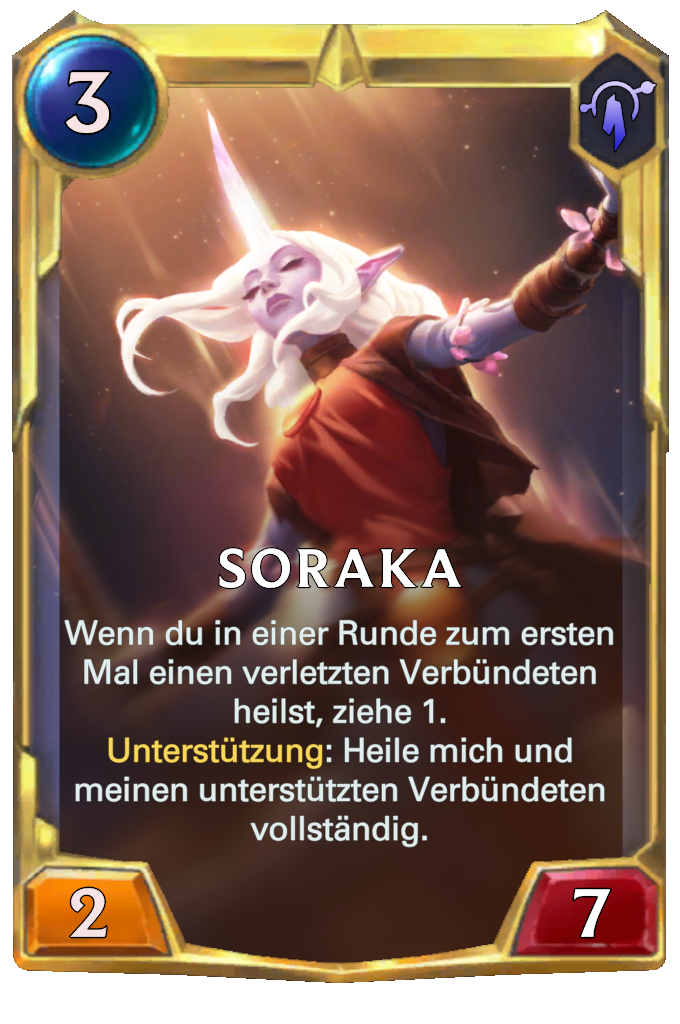 3
SORAKA
Wenn du in einer Runde zum ersten
Mal einen verletzten Verbündeten
heilst, ziehe 1.
Unterstützung: Heile mich und
meinen unterstützten Verbündeten
vollständig.
2
7